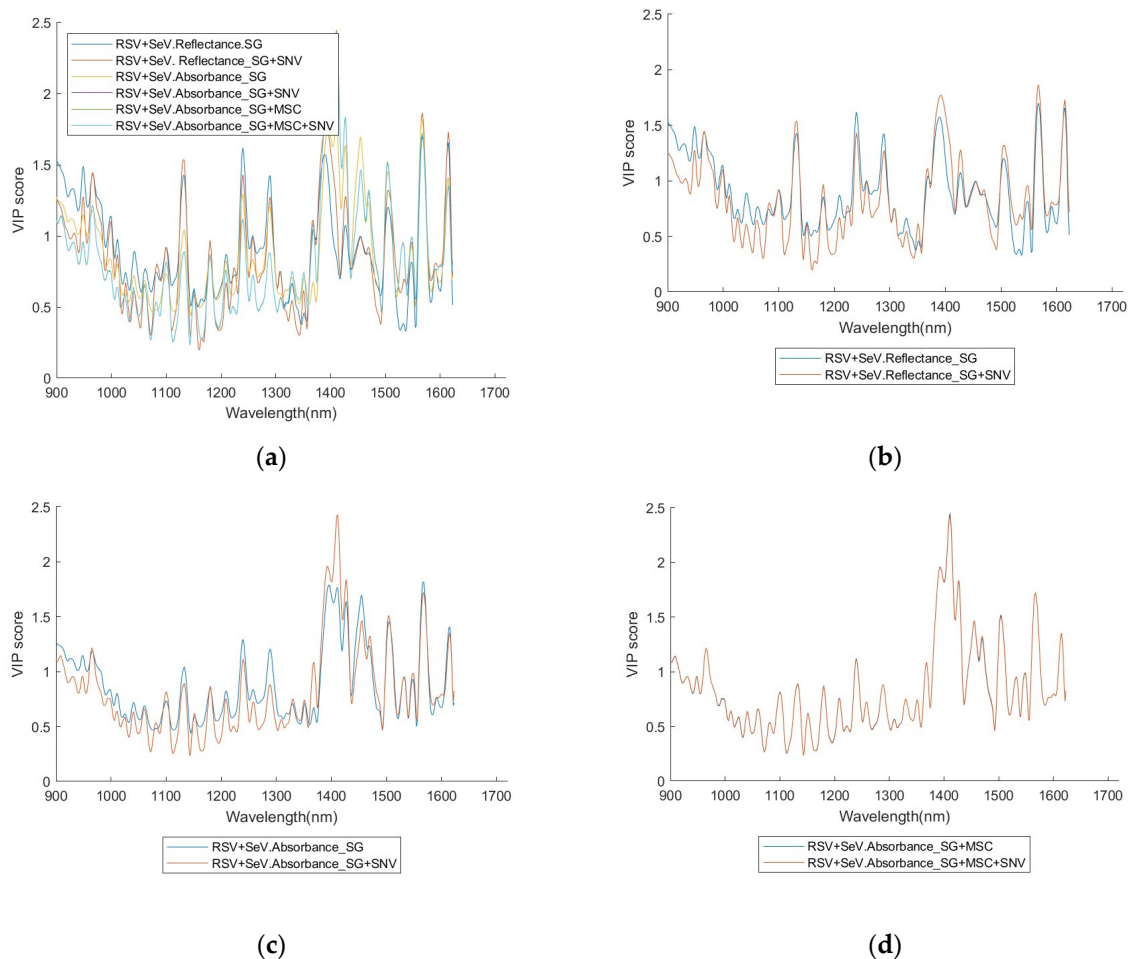 2.5
2
1.5
1
0.5
0
VIP score
RSV+SeV.Reflectance.SG
RSV+SeV. Reflectance_SG+SNV
RSV+SeV.Absorbance_SG
RSV+SeV.Absorbance_SG+SNV
RSV+SeV.Absorbance_SG+MSC
RSV+SeV.Absorbance_SG+MSC+SNV
900 1000 1100 1200 1300 1400 1500 1600 1700
Wavelength(nm)
(a)
2.5
2
1.5
1
0.5
0
VIP score
900 1000 1100 1200 1300 1400 1500 1600 1700
Wavelength(nm)
RSV+SeV.Reflectance_SG
RSV+SeV.Reflectance_SG+SNV
(b)
2.5
2
1.5
1
0.5
0
VIP score
900 1000 1100 1200 1300 1400 1500 1600 1700
Wavelength(nm)
RSV+SeV.Absorbance_SG
RSV+SeV.Absorbance_SG+SNV
(c)
2.5
2
1.5
1
0.5
0
VIP score
900 1000 1100 1200 1300 1400 1500 1600 1700
Wavelength(nm)
RSV+SeV.Absorbance_SG+MSC
RSV+SeV.Absorbance_SG+MSC+SNV
(d)